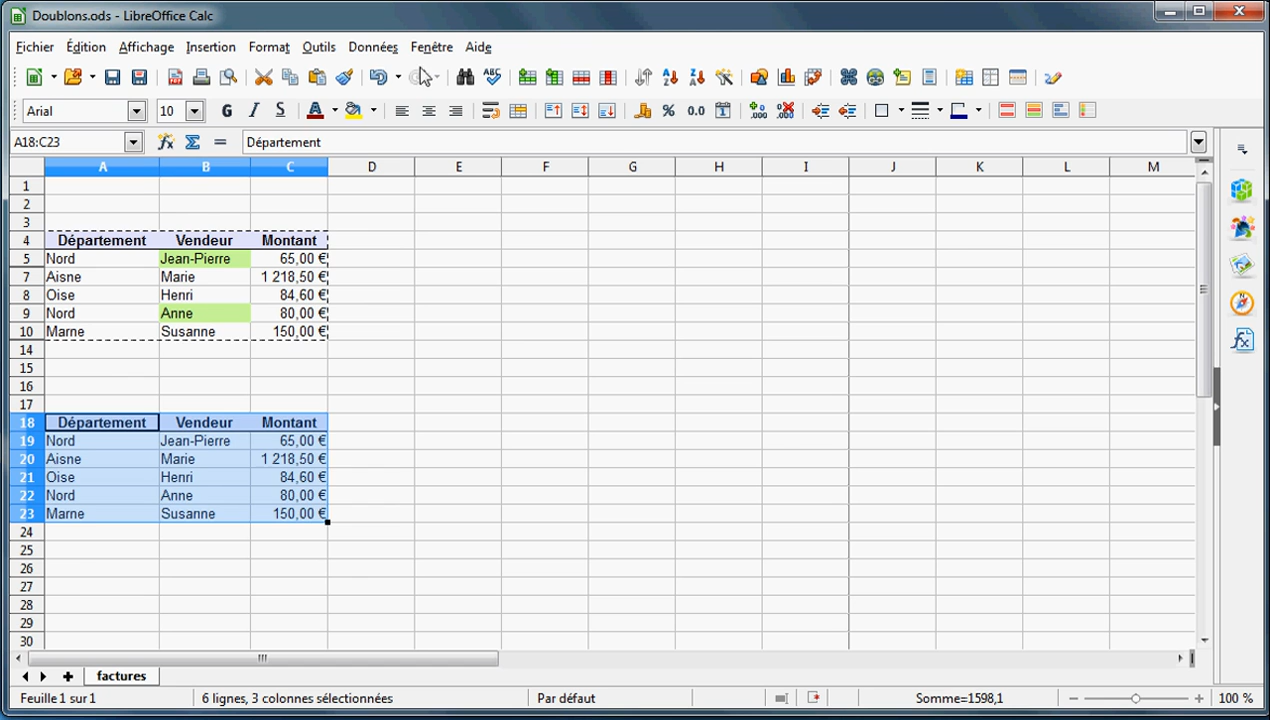 Doublons.ods - LibreOffice Calc
Fichier Édition Affichage Insertion Format Outils Données Fenêtre Aide
Arial 10 G I S
A18:C23 Département
A B C D E F G H I J K L M
1
2
3
4 Département Vendeur Montant
5 Nord Jean-Pierre 65,00 €
7 Aisne Marie 1 218,50 €
8 Oise Henri 84,60 €
9 Nord Anne 80,00 €
10 Marne Susanne 150,00 €
14
15
16
17
18 Département Vendeur Montant
19 Nord Jean-Pierre 65,00 €
20 Aisne Marie 1 218,50 €
21 Oise Henri 84,60 €
22 Nord Anne 80,00 €
23 Marne Susanne 150,00 €
24
25
26
27
28
29
30
factures
Feuille 1 sur 1 6 lignes, 3 colonnes sélectionnées Par défaut Somme=1598,1 100 %